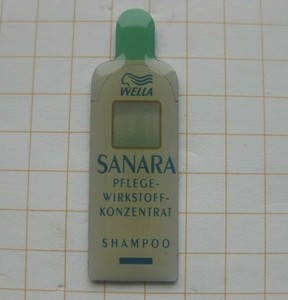 WELLA
SANARA
PFLEGE-
WIRKSTOFF-
KONZENTRAT
SHAMPOO